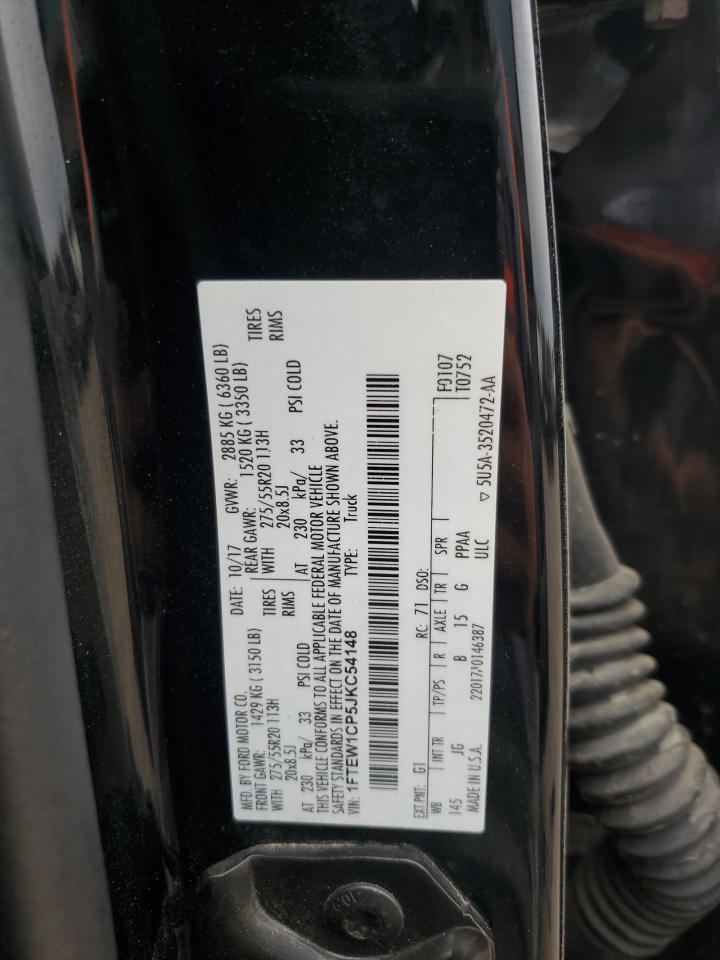 MFD. BY FORD MOTOR CO.
DATE: 10/17 GVWR: 2885 KG ( 6360 LB)
FRONT GAWR: 1429 KG ( 3150 LB) REAR GAWR: 1520 KG ( 3350 LB)
WITH 275/55R20 113H TIRES WITH 275/55R20 113H TIRES
20x8.5J RIMS 20x8.5J RIMS
AT 230 kPa/ 33 PSI COLD AT 230 kPa/ 33 PSI COLD
THIS VEHICLE CONFORMS TO ALL APPLICABLE FEDERAL MOTOR VEHICLE
SAFETY STANDARDS IN EFFECT ON THE DATE OF MANUFACTURE SHOWN ABOVE.
VIN: 1FTEW1CP5JKC54148 TYPE: Truck
EXT PNT: G1 RC: 71 DSO: F0107
WB INT TR TP/PS R AXLE TR SPR T0752
145 JG B 15 G PPAA
MADE IN U.S.A. 22017 10146387 ULC ▽ 5U5A-3520472-AA